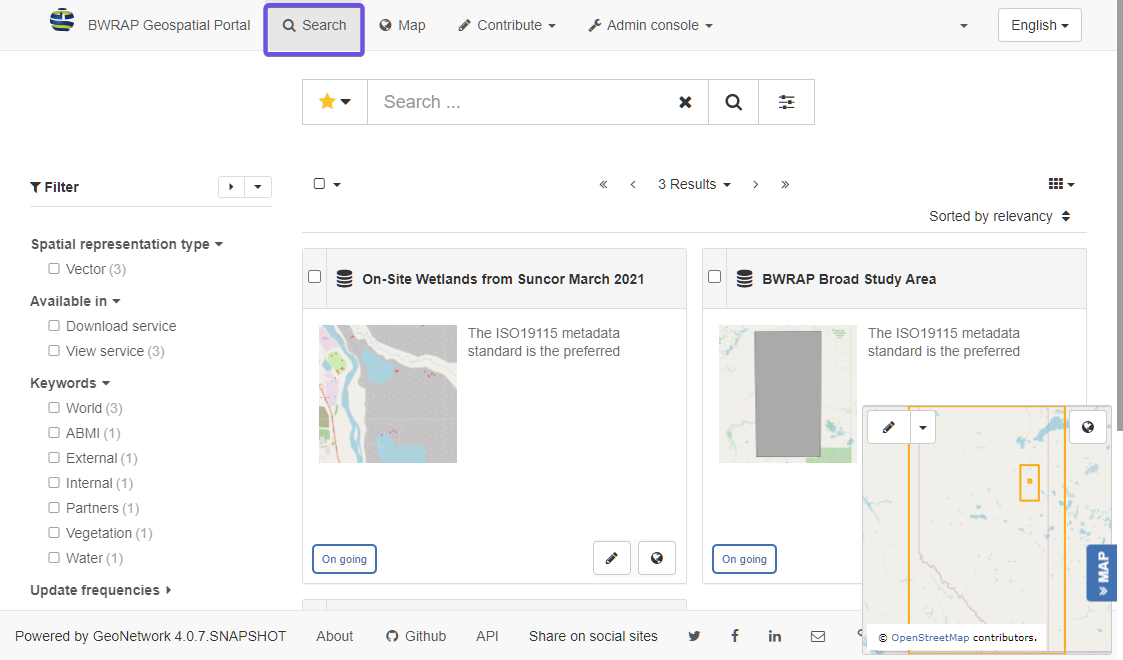 BWRAP Geospatial Portal
Search
Map
Contribute
Admin console
English
Search ...
Filter
3 Results
Sorted by relevancy
Spatial representation type
Vector (3)
Available in
Download service
View service (3)
Keywords
World (3)
ABMI (1)
External (1)
Internal (1)
Partners (1)
Vegetation (1)
Water (1)
Update frequencies
On-Site Wetlands from Suncor March 2021
The ISO19115 metadata
standard is the preferred
On going
BWRAP Broad Study Area
The ISO19115 metadata
standard is the preferred
On going
MAP
© OpenStreetMap contributors.
Powered by GeoNetwork 4.0.7.SNAPSHOT
About
Github
API
Share on social sites